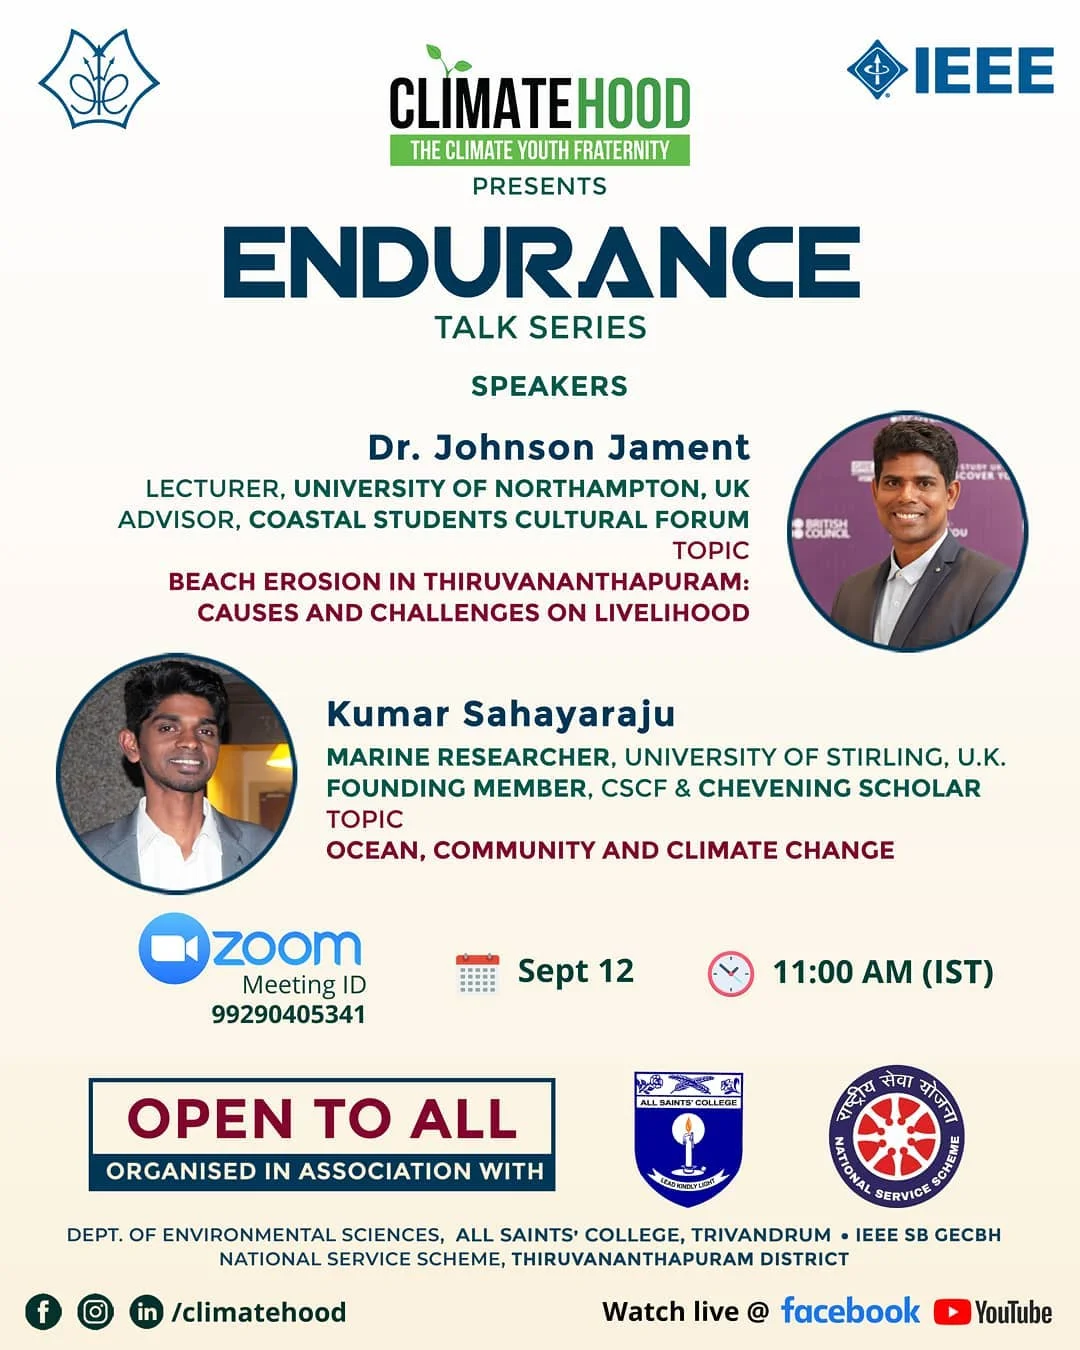 IEEE
CLIMATEHOOD
THE CLIMATE YOUTH FRATERNITY
PRESENTS
ENDURANCE
TALK SERIES
SPEAKERS
Dr. Johnson Jament
LECTURER, UNIVERSITY OF NORTHAMPTON, UK
ADVISOR, COASTAL STUDENTS CULTURAL FORUM
TOPIC
BEACH EROSION IN THIRUVANANTHAPURAM:
CAUSES AND CHALLENGES ON LIVELIHOOD
BRITISH
COUNCIL
Kumar Sahayaraju
MARINE RESEARCHER, UNIVERSITY OF STIRLING, U.K.
FOUNDING MEMBER, CSCF & CHEVENING SCHOLAR
TOPIC
OCEAN, COMMUNITY AND CLIMATE CHANGE
zoom
Meeting ID
99290405341
Sept 12
11:00 AM (IST)
OPEN TO ALL
ORGANISED IN ASSOCIATION WITH
ALL SAINTS' COLLEGE
LEAD KINDLY LIGHT
राष्ट्रीय सेवा योजना
NATIONAL SERVICE SCHEME
DEPT. OF ENVIRONMENTAL SCIENCES, ALL SAINTS' COLLEGE, TRIVANDRUM • IEEE SB GECBH
NATIONAL SERVICE SCHEME, THIRUVANANTHAPURAM DISTRICT
/climatehood
Watch live @ facebook YouTube